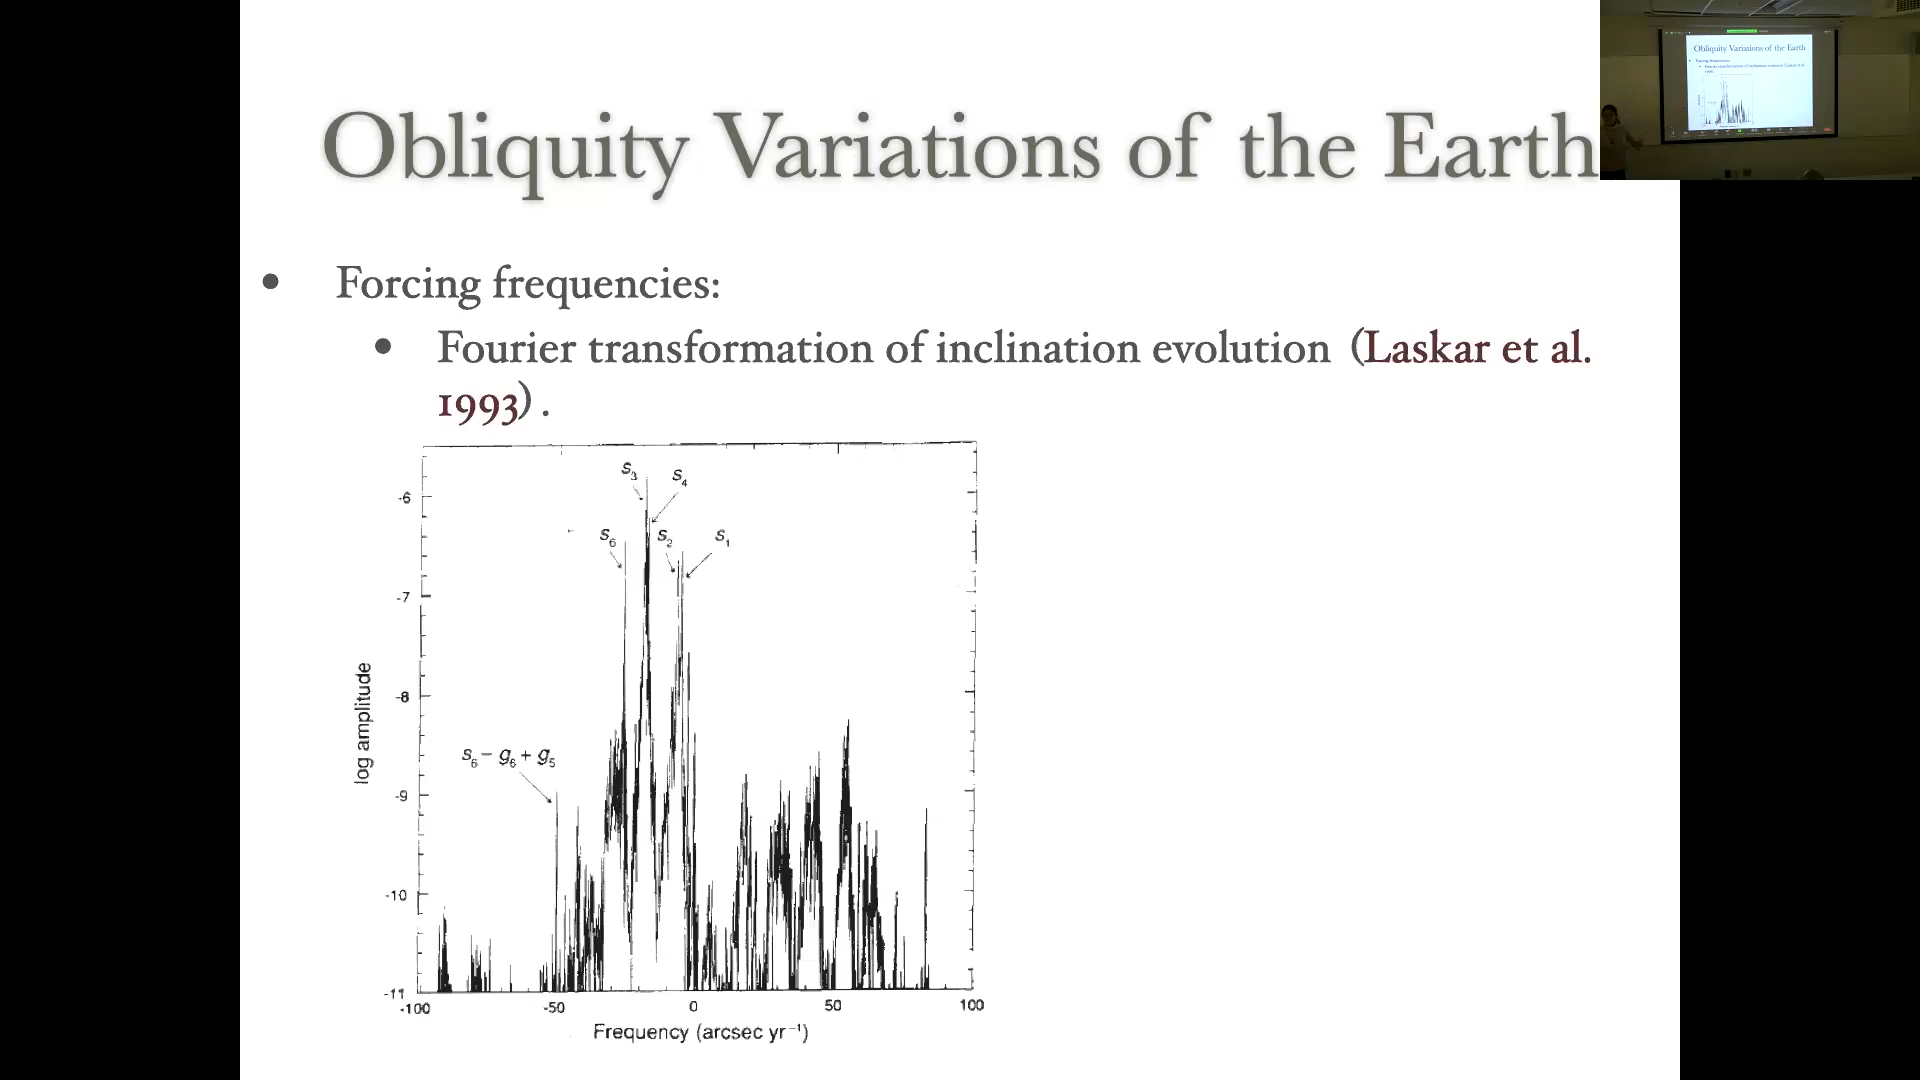 Obliquity Variations of the Earth
• Forcing frequencies:
• Fourier transformation of inclination evolution (Laskar et al.
1993).
s3
s4
s6
s2
s1
s6 − g6 + g5
log amplitude
-6
-7
-8
-9
-10
-11
-100 -50 0 50 100
Frequency (arcsec yr⁻¹)
Obliquity Variations of the Earth